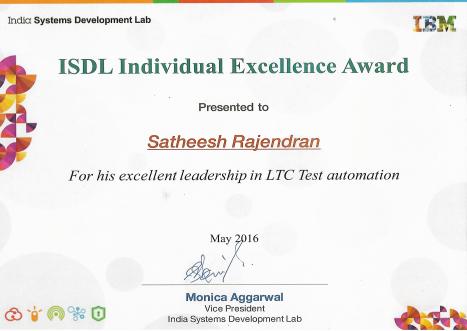 India Systems Development Lab
IBM
ISDL Individual Excellence Award
Presented to
Satheesh Rajendran
For his excellent leadership in LTC Test automation
May 2016
Monica Aggarwal
Vice President
India Systems Development Lab